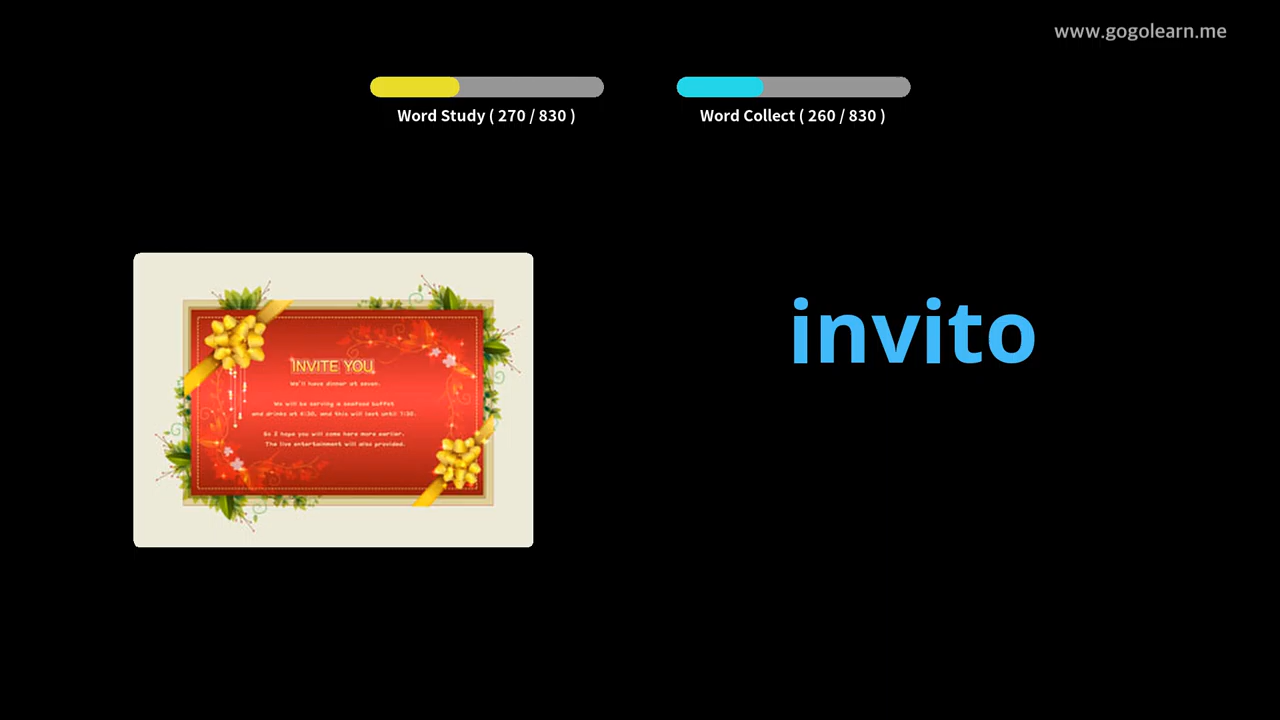 www.gogolearn.me
Word Study ( 270 / 830 )
Word Collect ( 260 / 830 )
INVITE YOU
We'll have dinner at seven.
We will be serving a seafood buffet
and drinks at 6:30, and this will last until 7:30.
So I hope you will come here more earlier.
The live entertainment will also provided.
invito